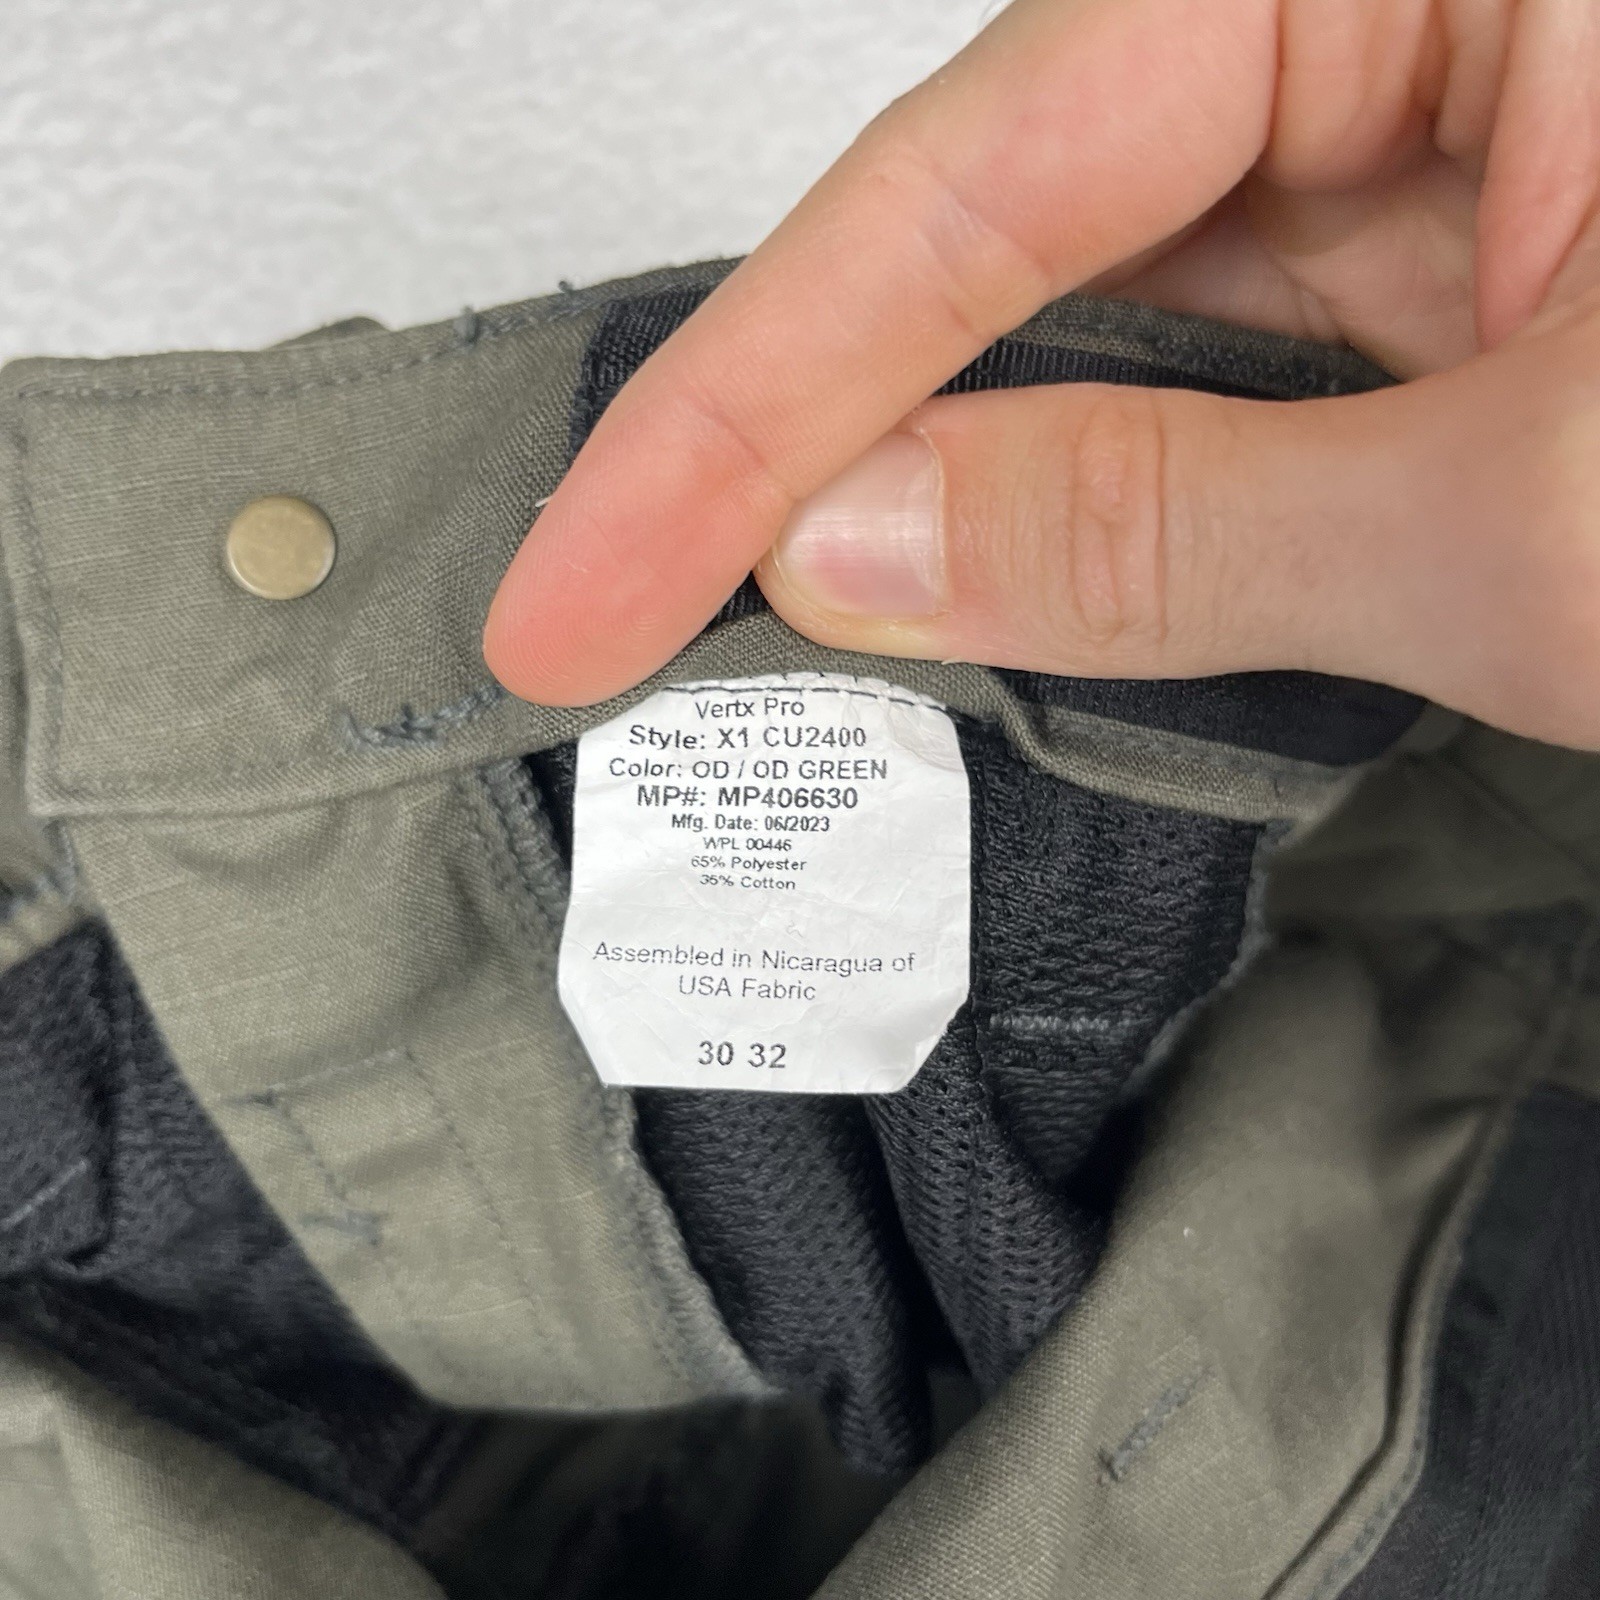 Vertx Pro
Style: X1 CU2400
Color: OD / OD GREEN
MP#: MP406630
Mfg. Date: 06/2023
WPL 00446
65% Polyester
35% Cotton
Assembled in Nicaragua of
USA Fabric
30 32